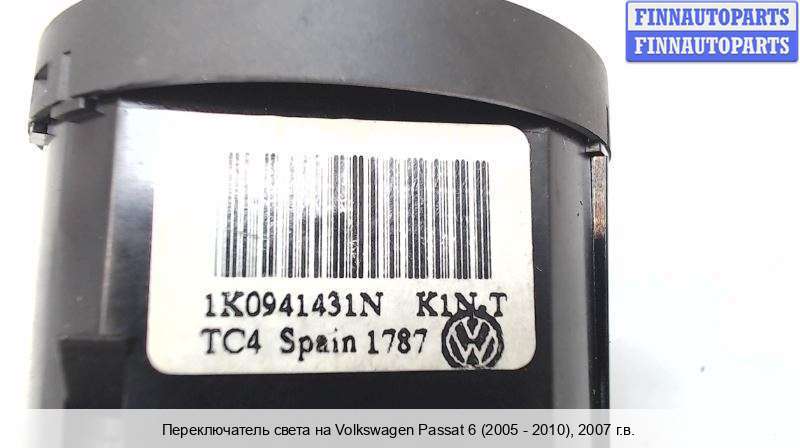 FINNAUTOPARTS
FINNAUTOPARTS
1K0941431N K1N.T
TC4 Spain 1787
Переключатель света на Volkswagen Passat 6 (2005 - 2010), 2007 г.в.